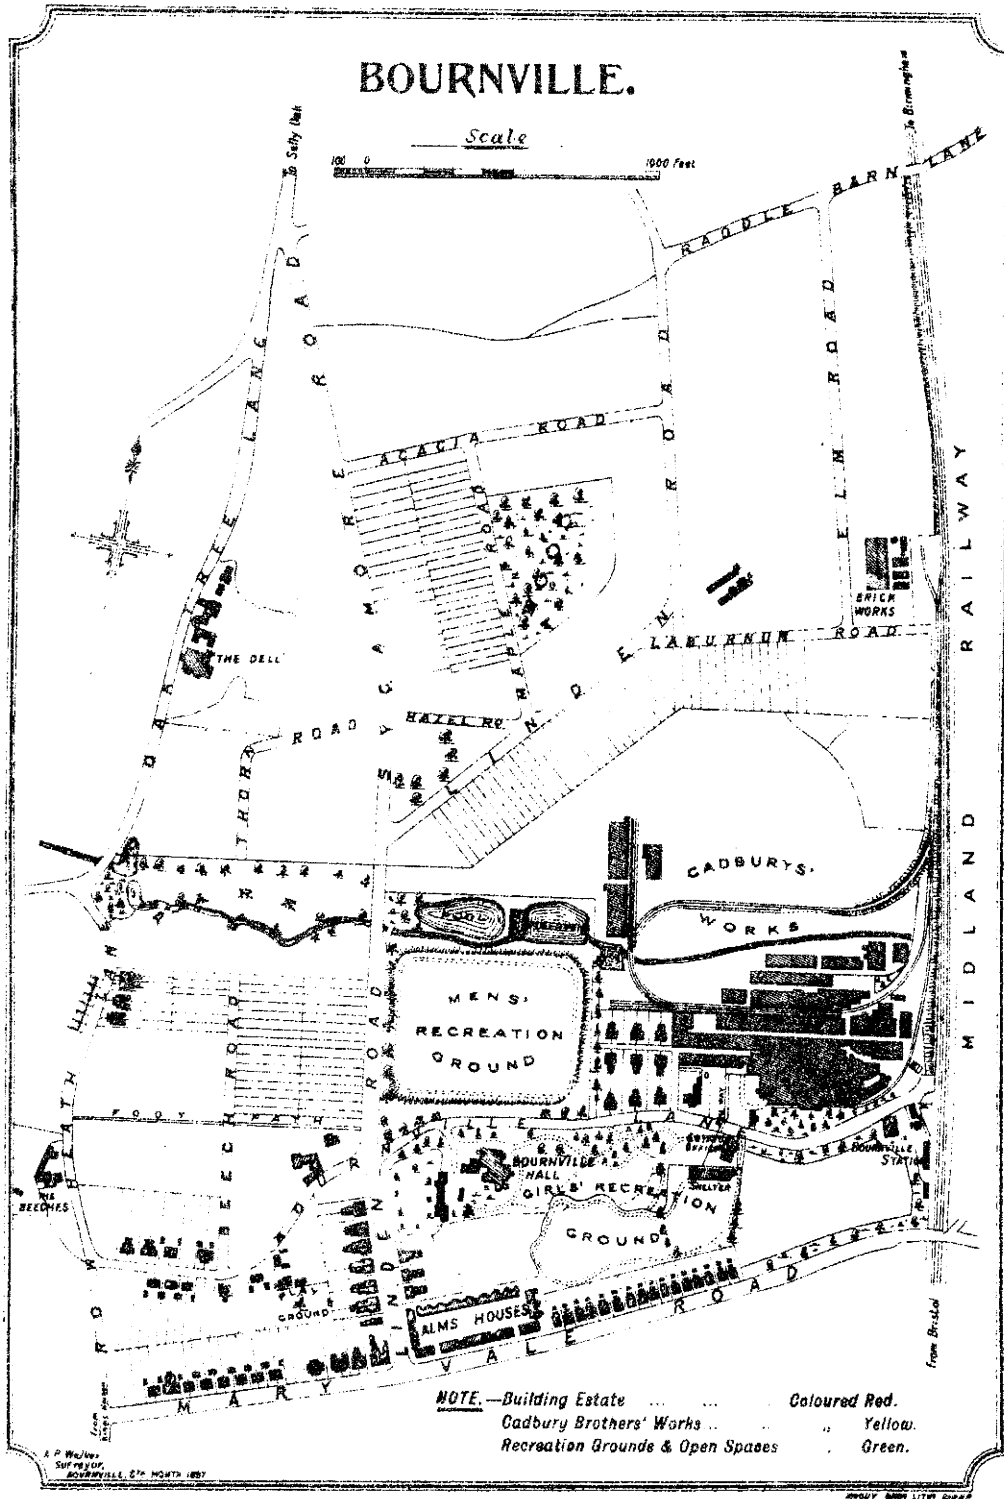 BOURNVILLE.
Scale
100 0 1000 Feet
To Selly Oak
To Birmingham
RADDLE BARN LANE
SYCAMORE ROAD
OAK TREE LANE
ACACIA ROAD
MAPLE ROAD
LINDEN ROAD
ELM ROAD
BRICK
WORKS
LABURNUM ROAD
THE DELL
HAZEL RD
THORN ROAD
MIDLAND RAILWAY
CADBURYS'
WORKS
PARK
POOL
MENS'
RECREATION
GROUND
LINDEN ROAD
BEECH ROAD
FOOT PATH
HEATH
ROW
THE
BEECHES
BOURNVILLE
HALL
GIRLS' RECREATION
GROUND
SHELTER
BOURNVILLE
STATION
PLAY
GROUND
ALMS HOUSES
MARY VALE ROAD
From Bristol
From
NOTE.—Building Estate ... ... Coloured Red.
Cadbury Brothers' Works .. .. „ Yellow.
Recreation Grounds & Open Spaces . Green.
Surveyor,